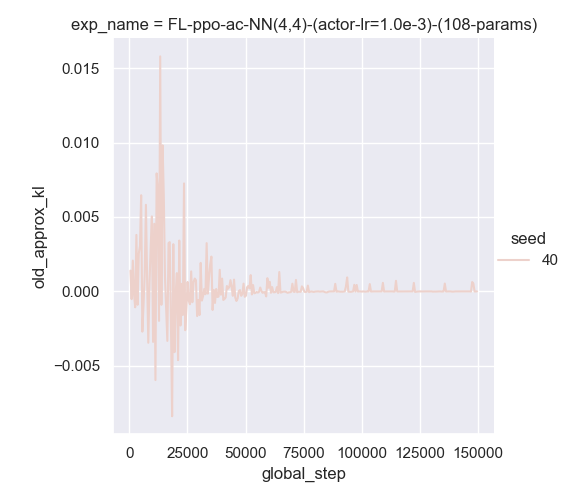 exp_name = FL-ppo-ac-NN(4,4)-(actor-lr=1.0e-3)-(108-params)
0.015
0.010
0.005
0.000
−0.005
old_approx_kl
0 25000 50000 75000 100000 125000 150000
global_step
seed
40